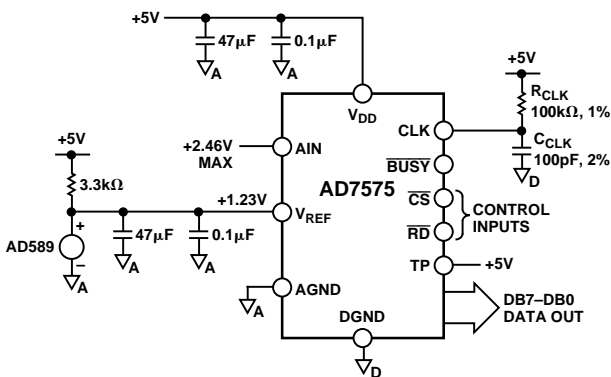 +5V
47µF
0.1µF
A
A
+5V
R_CLK
100kΩ, 1%
V_DD
CLK
C_CLK
100pF, 2%
D
+2.46V
MAX
AIN
BUSY
+5V
3.3kΩ
AD7575
CS
+1.23V
V_REF
CONTROL
INPUTS
RD
+
AD589
–
47µF
0.1µF
A
A
A
TP
+5V
AGND
A
DB7–DB0
DATA OUT
DGND
D